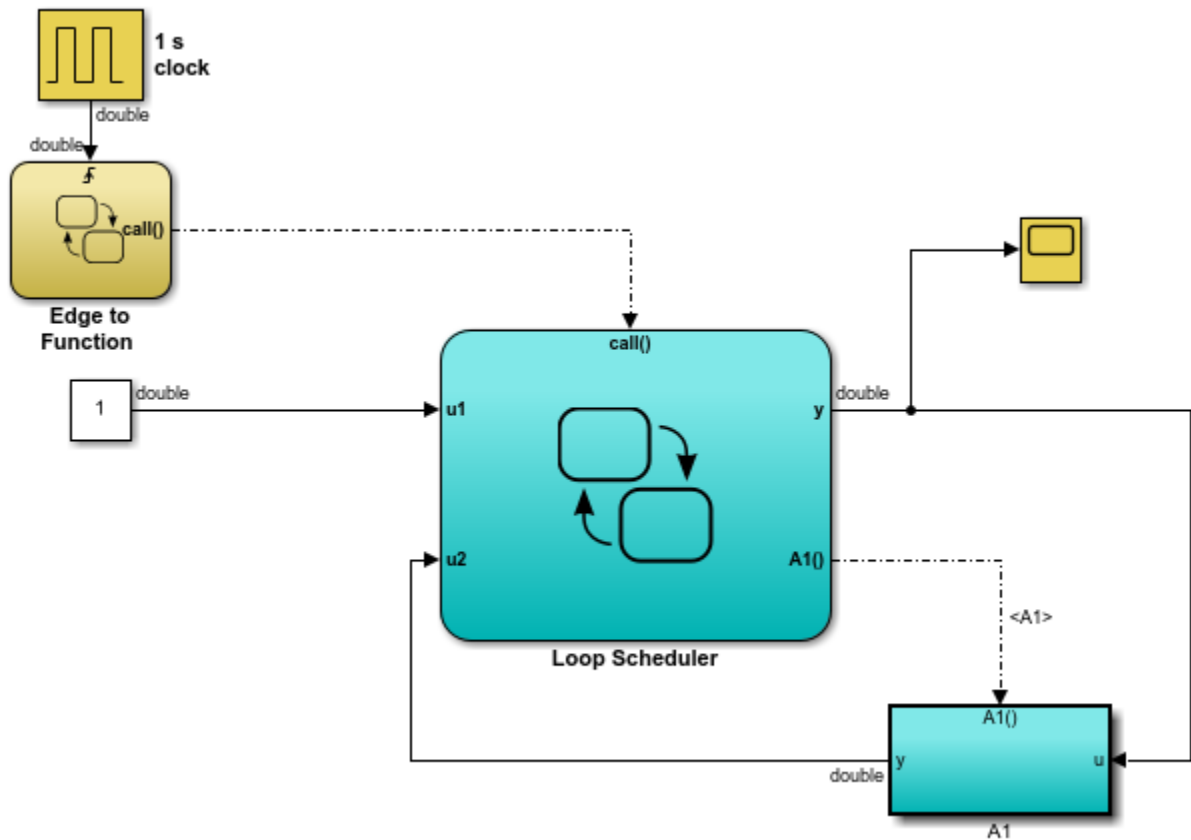 1 s
clock
double
double
call()
Edge to
Function
call()
1
double
u1
y
double
u2
A1()
<A1>
Loop Scheduler
A1()
y
u
double
A1